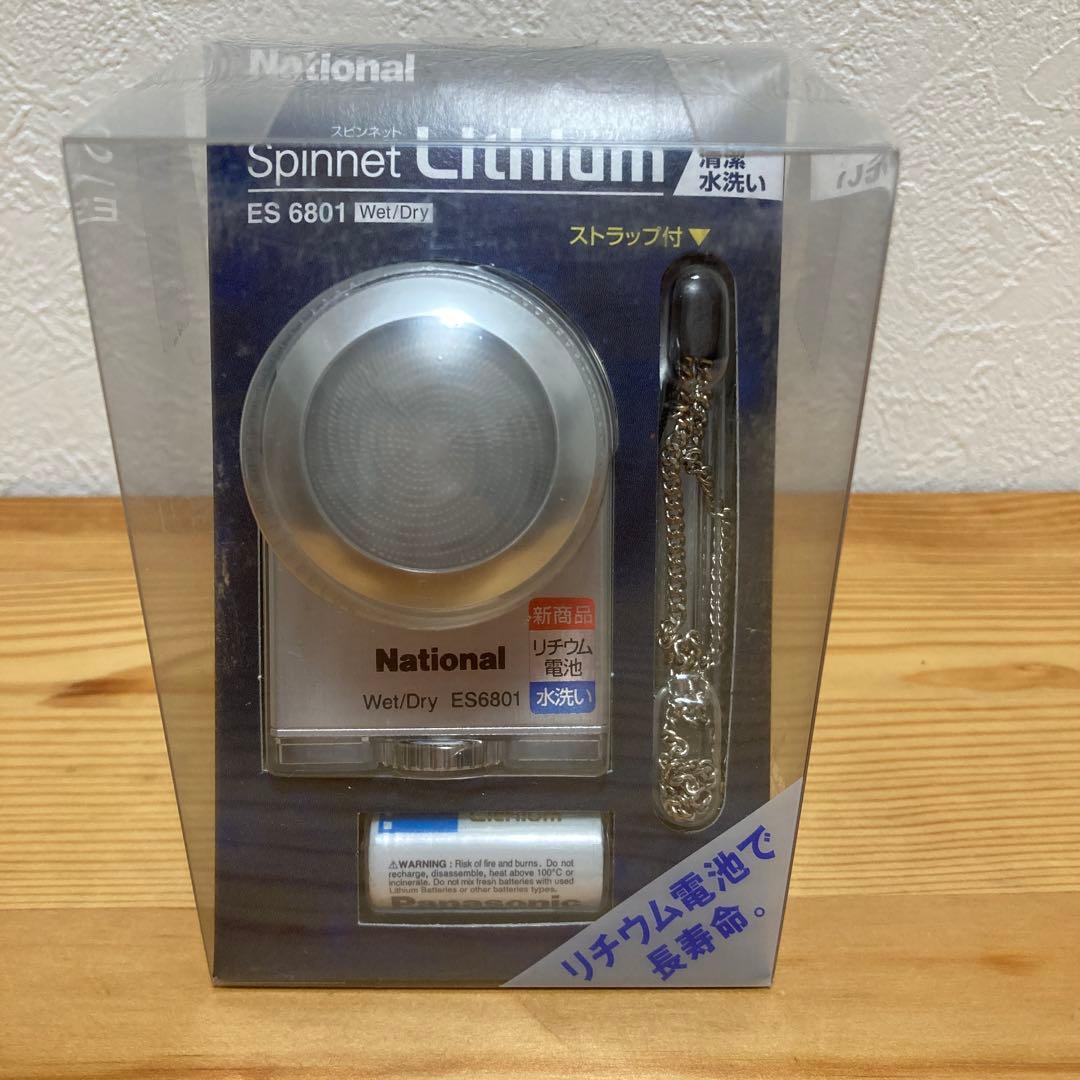 National
スピンネット
リチウム
Spinnet Lithium
清潔
水洗い
ES 6801 Wet/Dry
ストラップ付▼
新商品
リチウム
電池
水洗い
National
Wet/Dry ES6801
Lithium
⚠WARNING : Risk of fire and burns. Do not
recharge, disassemble, heat above 100°C or
incinerate. Do not mix fresh batteries with used
Lithium Batteries or other batteries types.
Panasonic
リチウム電池で
長寿命。